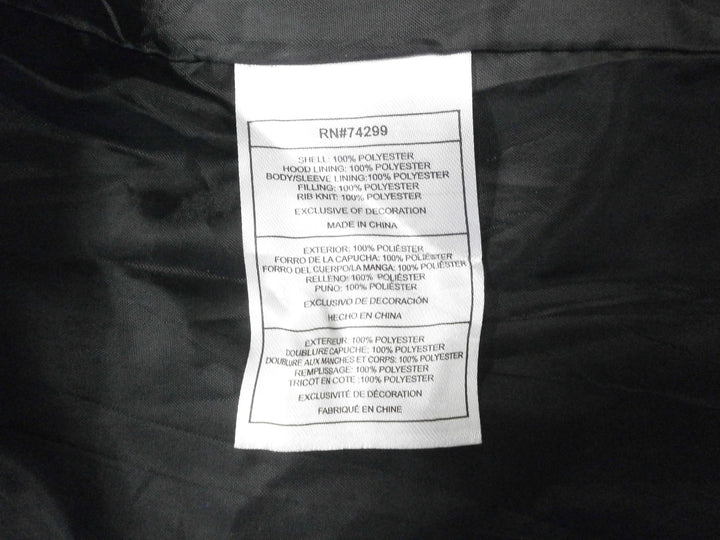 RN#74299
SHELL: 100% POLYESTER
HOOD LINING: 100% POLYESTER
BODY/SLEEVE LINING:100% POLYESTER
FILLING: 100% POLYESTER
RIB KNIT: 100% POLYESTER
EXCLUSIVE OF DECORATION
MADE IN CHINA
EXTERIOR: 100% POLIÉSTER
FORRO DE LA CAPUCHA: 100% POLIÉSTER
FORRO DEL CUERPO/LA MANGA: 100% POLIÉSTER
RELLENO: 100% POLIÉSTER
PUÑO: 100% POLIÉSTER
EXCLUSIVO DE DECORACIÓN
HECHO EN CHINA
EXTERIEUR: 100% POLYESTER
DOUBLURE CAPUCHE: 100% POLYESTER
DOUBLURE AUX MANCHES ET CORPS: 100% POLYESTER
REMPLISSAGE: 100% POLYESTER
TRICOT EN COTE :100% POLYESTER
EXCLUSIVITÉ DE DÉCORATION
FABRIQUÉ EN CHINE